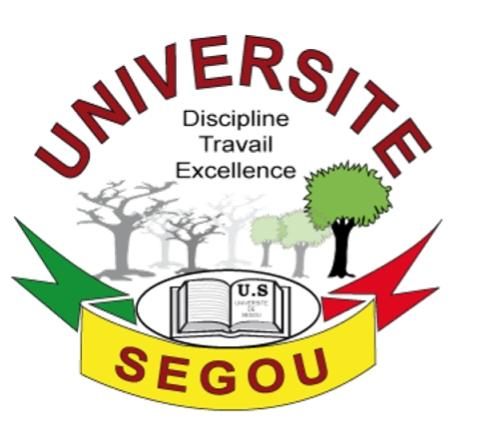 UNIVERSITE
Discipline
Travail
Excellence
U.S
UNIVERSITE
DE
SEGOU
SEGOU